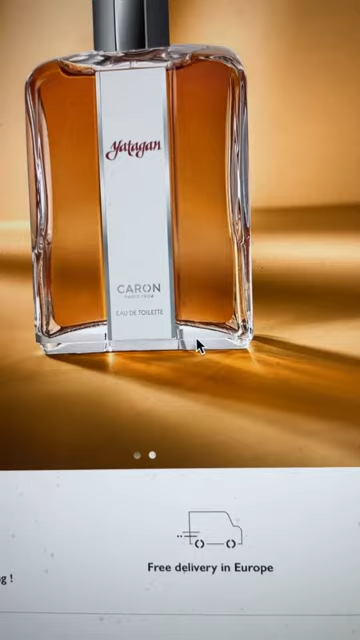 Yatagan
CARON
PARIS 1904
EAU DE TOILETTE
Free delivery in Europe
g !